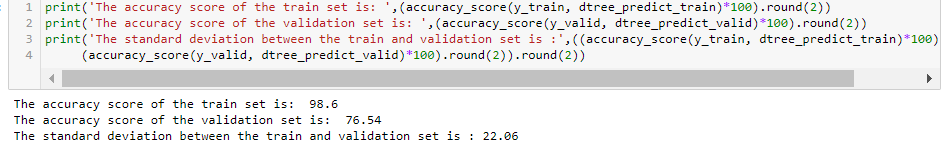 1 print('The accuracy score of the train set is: ',(accuracy_score(y_train, dtree_predict_train)*100).round(2))
2 print('The accuracy score of the validation set is: ',(accuracy_score(y_valid, dtree_predict_valid)*100).round(2))
3 print('The standard deviation between the train and validation set is :',((accuracy_score(y_train, dtree_predict_train)*100)
4 (accuracy_score(y_valid, dtree_predict_valid)*100).round(2)).round(2))
The accuracy score of the train set is:  98.6
The accuracy score of the validation set is:  76.54
The standard deviation between the train and validation set is : 22.06